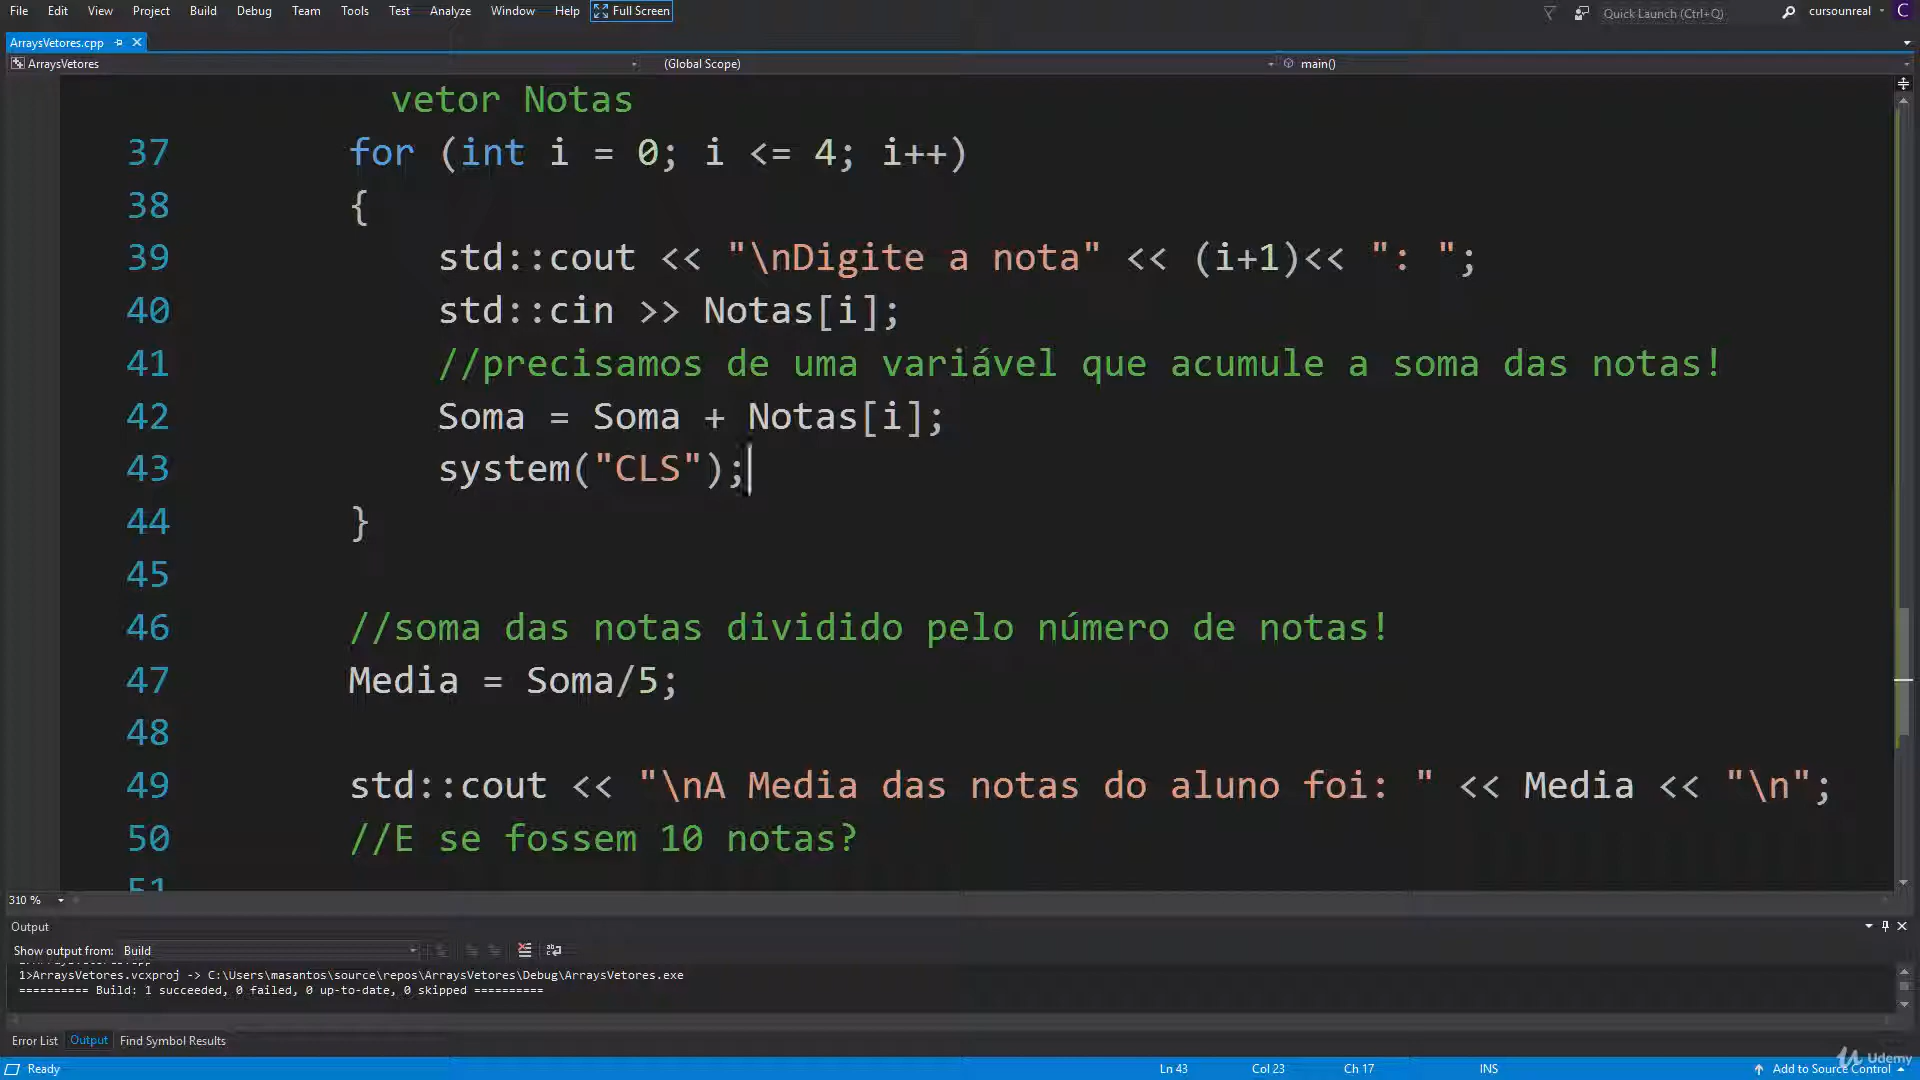 File Edit View Project Build Debug Team Tools Test Analyze Window Help Full Screen Quick Launch (Ctrl+Q) cursounreal C
ArraysVetores.cpp
ArraysVetores (Global Scope) main()
vetor Notas
37 for (int i = 0; i <= 4; i++)
38 {
39 std::cout << "\nDigite a nota" << (i+1)<< ": ";
40 std::cin >> Notas[i];
41 //precisamos de uma variável que acumule a soma das notas!
42 Soma = Soma + Notas[i];
43 system("CLS");
44 }
45
46 //soma das notas dividido pelo número de notas!
47 Media = Soma/5;
48
49 std::cout << "\nA Media das notas do aluno foi: " << Media << "\n";
50 //E se fossem 10 notas?
51
310 %
Output
Show output from: Build
1>ArraysVetores.vcxproj -> C:\Users\masantos\source\repos\ArraysVetores\Debug\ArraysVetores.exe
========== Build: 1 succeeded, 0 failed, 0 up-to-date, 0 skipped ==========
Error List Output Find Symbol Results
Ready Ln 43 Col 23 Ch 17 INS Add to Source Control
Udemy